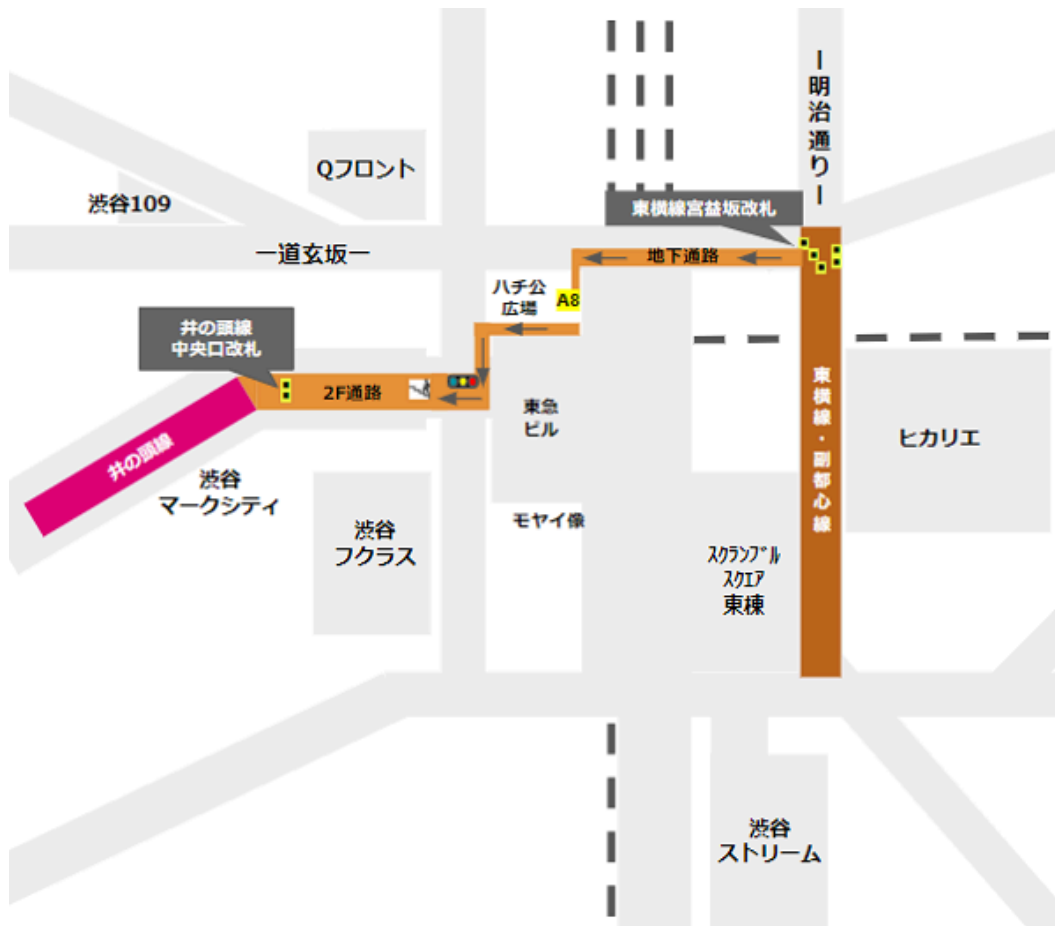 ー明治通りー
Qフロント
渋谷109
東横線宮益坂改札
ー道玄坂ー
地下通路
ハチ公
広場
A8
井の頭線
中央口改札
2F通路
東急
ビル
東横線・副都心線
ヒカリエ
井の頭線
渋谷
マークシティ
モヤイ像
渋谷
フクラス
ｽｸランブﾞﾙ
ｽｸｴｱ
東棟
渋谷
ストリーム